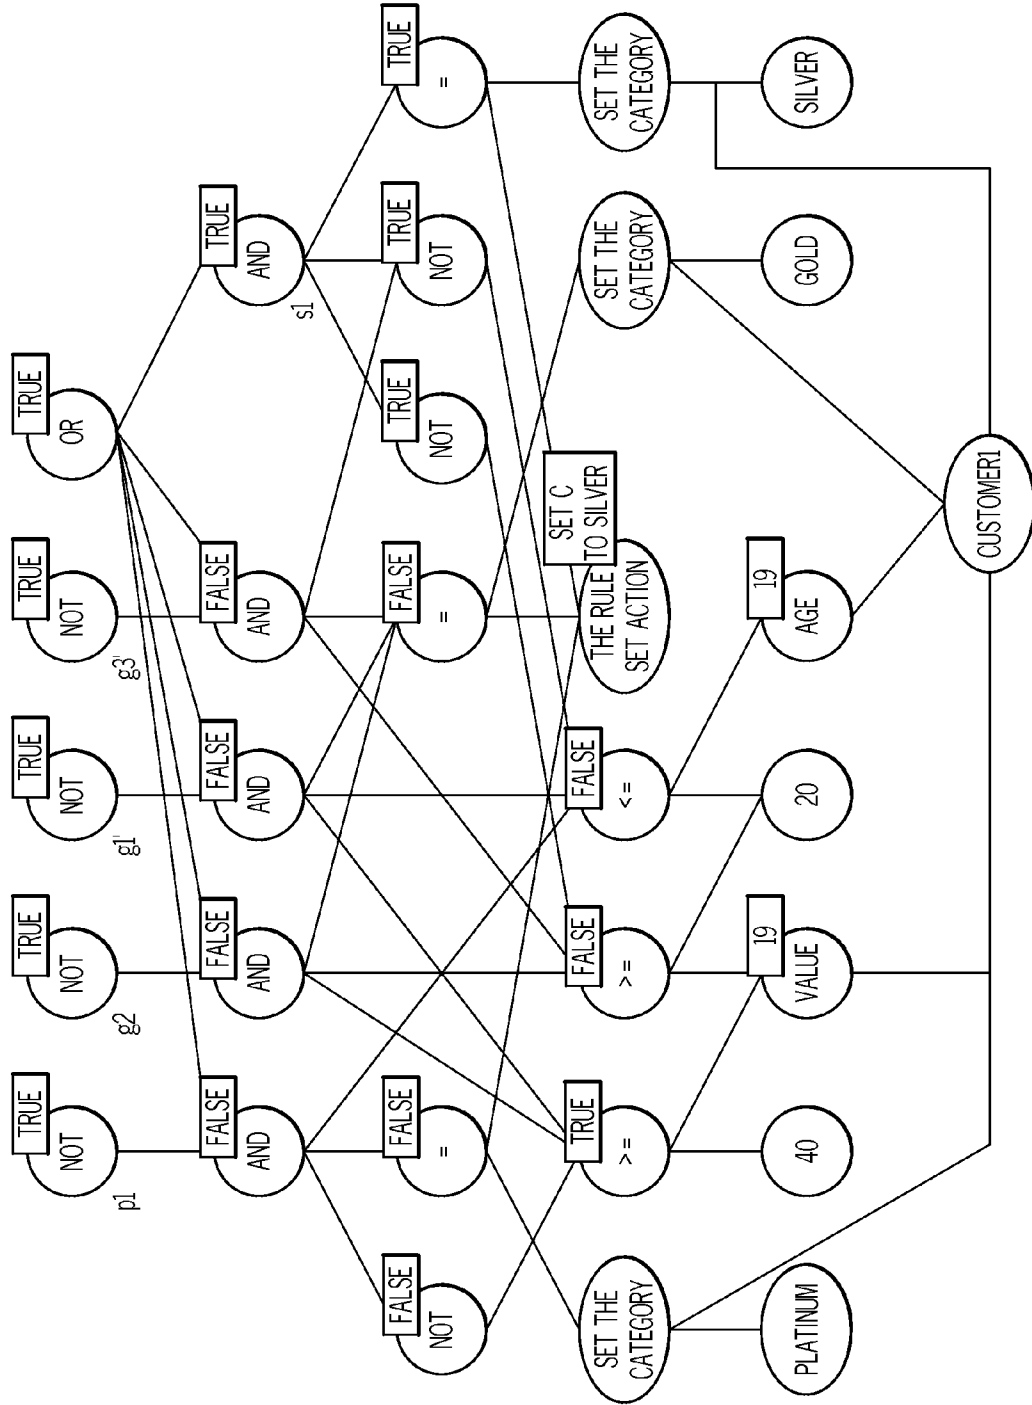 TRUE
NOT
p1
TRUE
NOT
g2
TRUE
NOT
g1'
TRUE
NOT
g3'
TRUE
OR
FALSE
AND
FALSE
AND
FALSE
AND
FALSE
AND
TRUE
AND
s1
FALSE
NOT
FALSE
=
FALSE
=
TRUE
NOT
TRUE
NOT
TRUE
=
SET THE
CATEGORY
TRUE
>=
FALSE
>=
FALSE
<=
SET C
TO SILVER
THE RULE
SET ACTION
SET THE
CATEGORY
SET THE
CATEGORY
PLATINUM
40
19
VALUE
20
19
AGE
GOLD
SILVER
CUSTOMER1